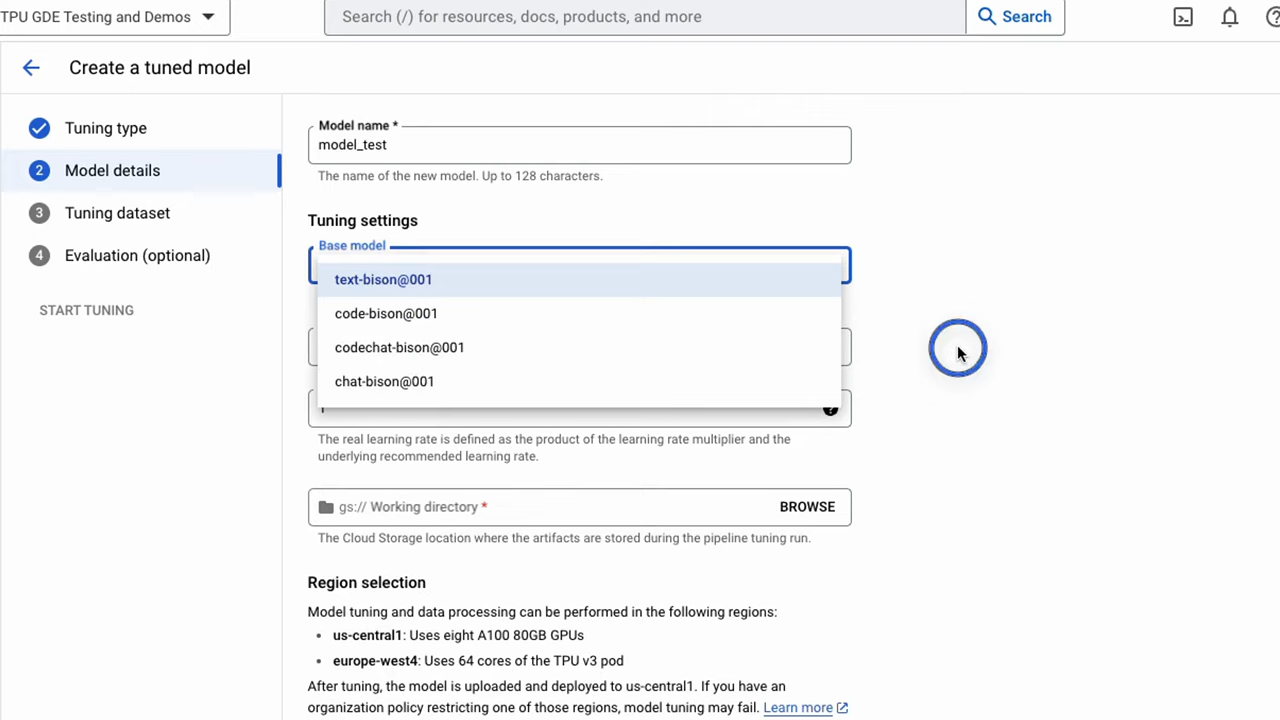 TPU GDE Testing and Demos
Search (/) for resources, docs, products, and more
Search
Create a tuned model
Tuning type
2 Model details
3 Tuning dataset
4 Evaluation (optional)
START TUNING
Model name *
model_test
The name of the new model. Up to 128 characters.
Tuning settings
Base model
text-bison@001
code-bison@001
codechat-bison@001
chat-bison@001
The real learning rate is defined as the product of the learning rate multiplier and the
underlying recommended learning rate.
gs:// Working directory *
BROWSE
The Cloud Storage location where the artifacts are stored during the pipeline tuning run.
Region selection
Model tuning and data processing can be performed in the following regions:
• us-central1: Uses eight A100 80GB GPUs
• europe-west4: Uses 64 cores of the TPU v3 pod
After tuning, the model is uploaded and deployed to us-central1. If you have an
organization policy restricting one of those regions, model tuning may fail. Learn more